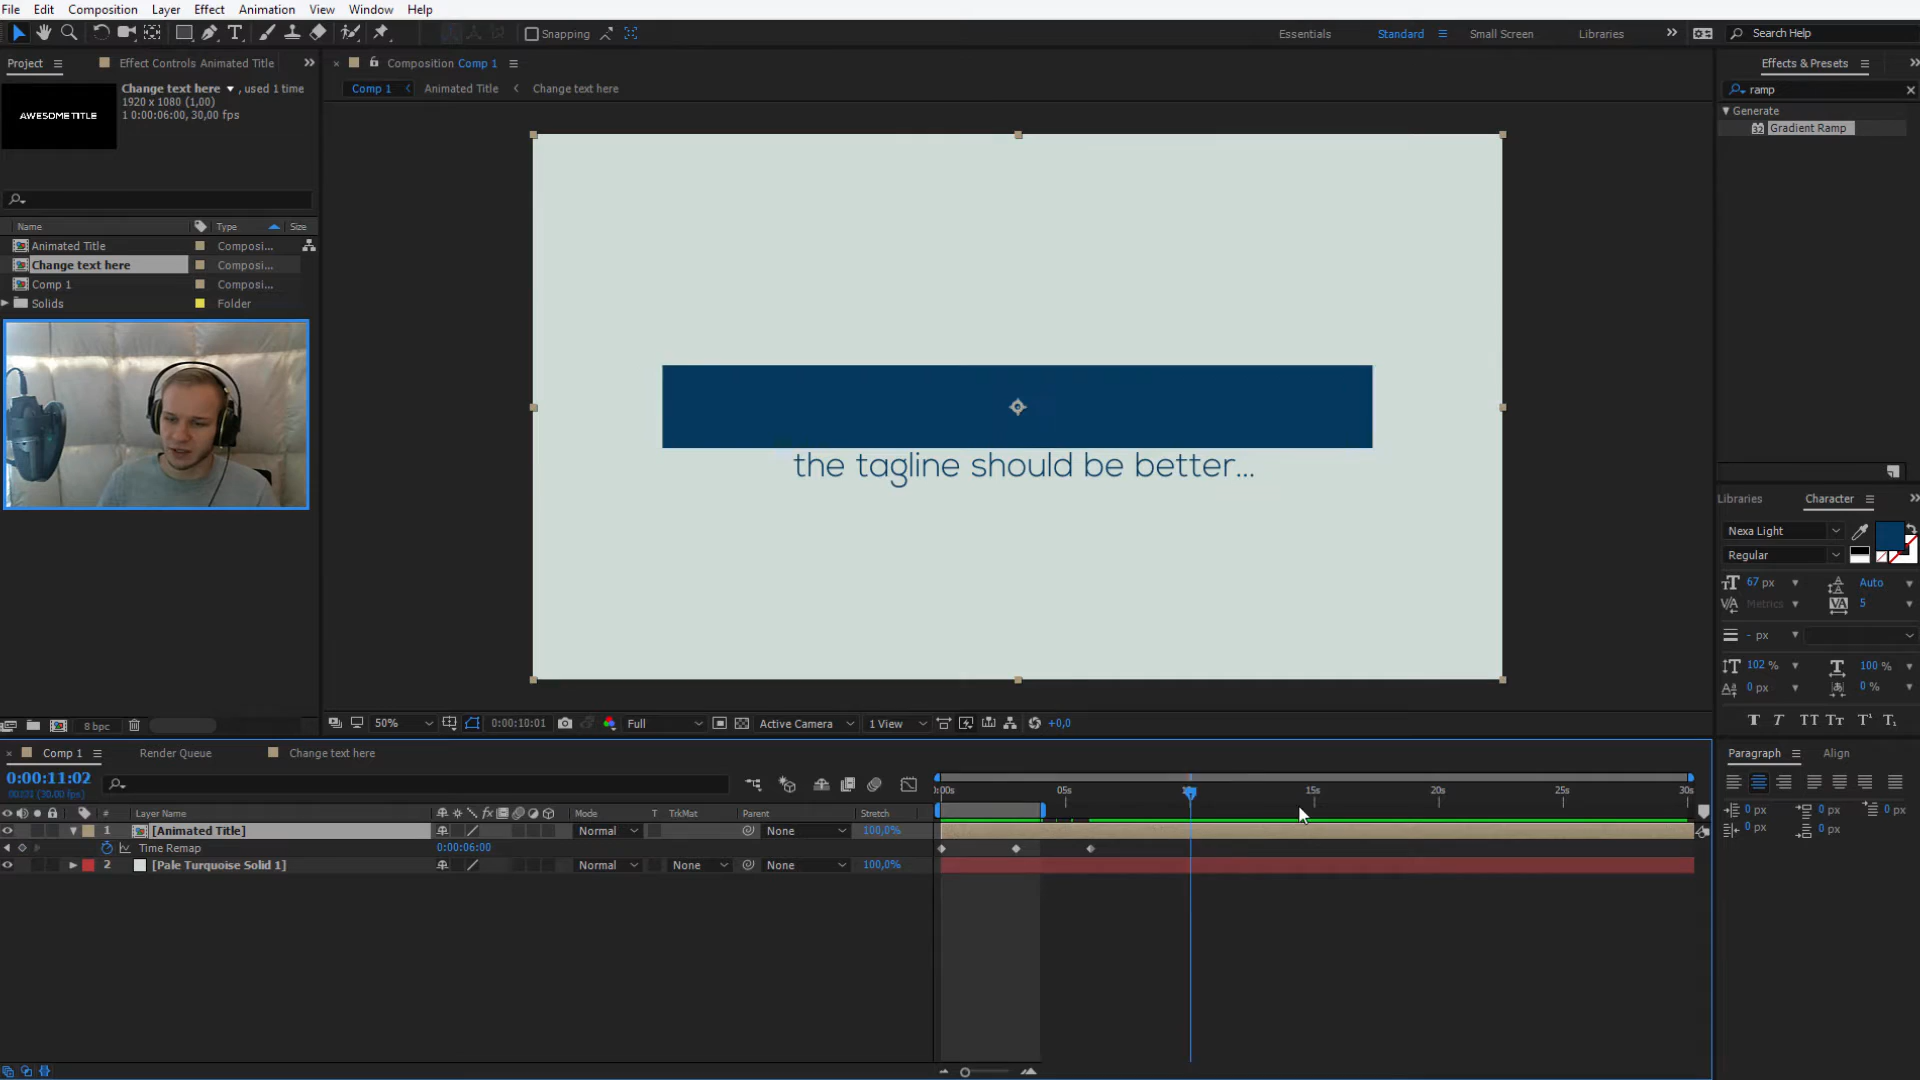 File Edit Composition Layer Effect Animation View Window Help
Snapping Essentials Standard Small Screen Libraries Search Help
Project Effect Controls Animated Title Composition Comp 1 Effects & Presets
Change text here , used 1 time
1920 x 1080 (1,00)
1 0:00:06:00, 30,00 fps
AWESOME TITLE
Comp 1 Animated Title Change text here
ramp
Generate
Gradient Ramp
Name Type Size
Animated Title Composi...
Change text here Composi...
Comp 1 Composi...
Solids Folder
the tagline should be better...
Libraries Character
Nexa Light
Regular
67 px Auto
Metrics 5
- px
102 % 100 %
0 px 0 %
8 bpc
50% 0:00:10:01 Full Active Camera 1 View +0,0
Comp 1 Render Queue Change text here
Paragraph Align
0:00:11:02
(30.00 fps)
:00s 05s 15s 20s 25s 30s
# Layer Name Mode T TrkMat Parent Stretch
1 [Animated Title] Normal None 100,0%
Time Remap 0:00:06:00
2 [Pale Turquoise Solid 1] Normal None None 100,0%
0 px 0 px 0 px
0 px 0 px